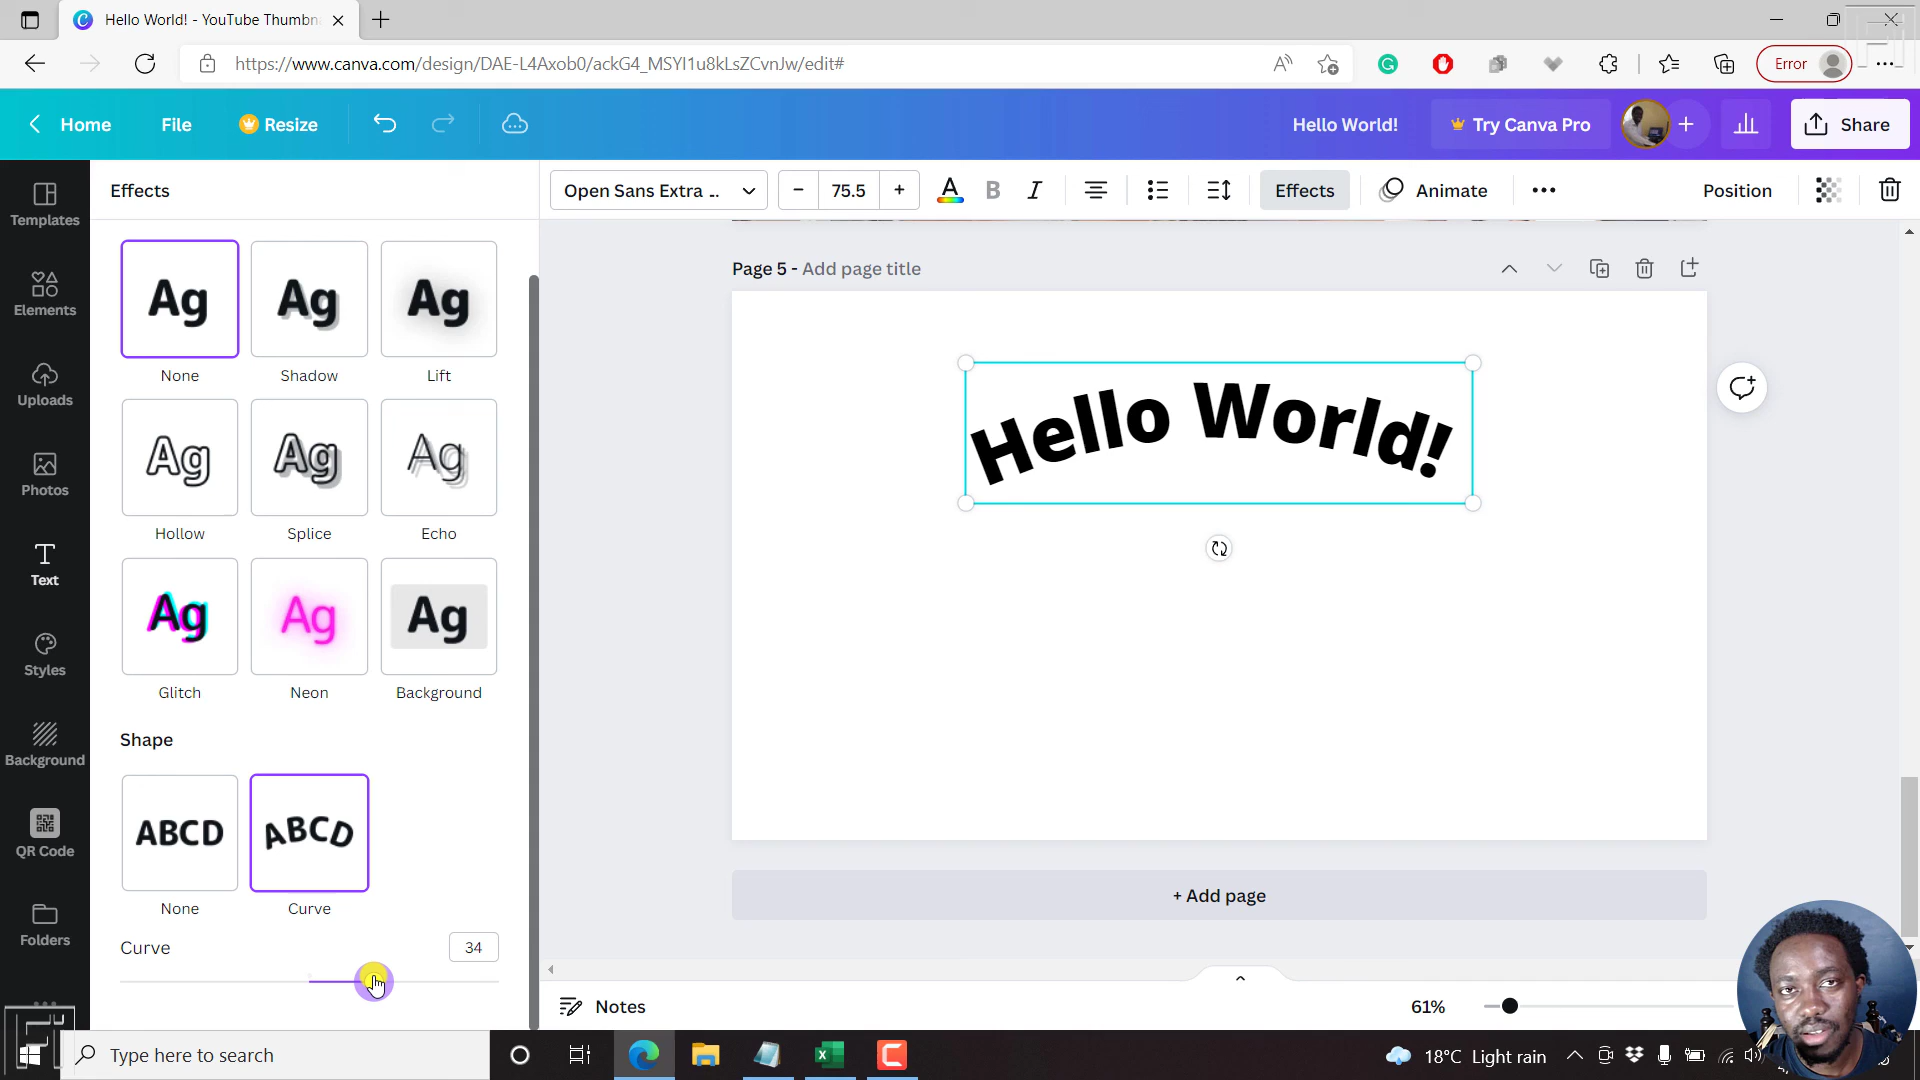 Hello World! - YouTube Thumbn
https://www.canva.com/design/DAE-L4Axob0/ackG4_MSYI1u8kLsZCvnJw/edit#
Error
Home
File
Resize
Hello World!
Try Canva Pro
Share
Effects
Open Sans Extra ..
75.5
Effects
Animate
Position
Templates
Elements
Uploads
Photos
Text
Styles
Background
QR Code
Folders
Ag
Ag
Ag
None
Shadow
Lift
Ag
Ag
Ag
Hollow
Splice
Echo
Ag
Ag
Ag
Glitch
Neon
Background
Shape
ABCD
ABCD
None
Curve
Curve
34
Page 5 - Add page title
Hello World!
+ Add page
Notes
61%
Type here to search
18°C Light rain